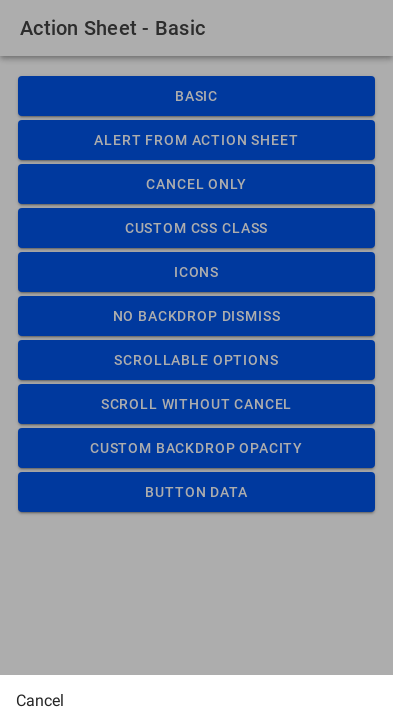 Action Sheet - Basic
BASIC
ALERT FROM ACTION SHEET
CANCEL ONLY
CUSTOM CSS CLASS
ICONS
NO BACKDROP DISMISS
SCROLLABLE OPTIONS
SCROLL WITHOUT CANCEL
CUSTOM BACKDROP OPACITY
BUTTON DATA
Cancel